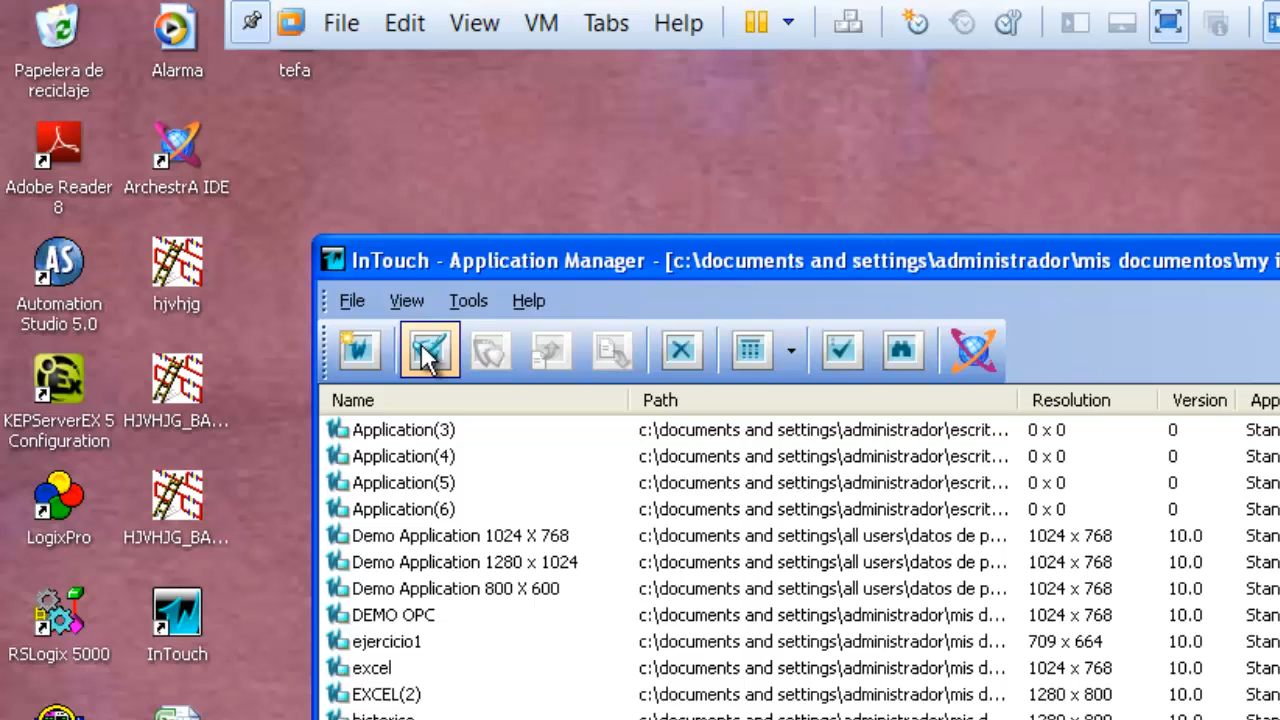 File Edit View VM Tabs Help
Papelera de
reciclaje
Alarma
tefa
Adobe Reader
8
ArchestrA IDE
Automation
Studio 5.0
hjvhjg
KEPServerEX 5
Configuration
HJVHJG_BA...
LogixPro
HJVHJG_BA...
RSLogix 5000
InTouch
InTouch - Application Manager - [c:\documents and settings\administrador\mis documentos\my i
File View Tools Help
Name Path Resolution Version App
Application(3) c:\documents and settings\administrador\escrit... 0 x 0 0 Stan
Application(4) c:\documents and settings\administrador\escrit... 0 x 0 0 Stan
Application(5) c:\documents and settings\administrador\escrit... 0 x 0 0 Stan
Application(6) c:\documents and settings\administrador\escrit... 0 x 0 0 Stan
Demo Application 1024 X 768 c:\documents and settings\all users\datos de p... 1024 x 768 10.0 Stan
Demo Application 1280 x 1024 c:\documents and settings\all users\datos de p... 1024 x 768 10.0 Stan
Demo Application 800 X 600 c:\documents and settings\all users\datos de p... 1024 x 768 10.0 Stan
DEMO OPC c:\documents and settings\administrador\mis d... 1024 x 768 10.0 Stan
ejercicio1 c:\documents and settings\administrador\mis d... 709 x 664 10.0 Stan
excel c:\documents and settings\administrador\mis d... 1024 x 768 10.0 Stan
EXCEL(2) c:\documents and settings\administrador\mis d... 1280 x 800 10.0 Stan